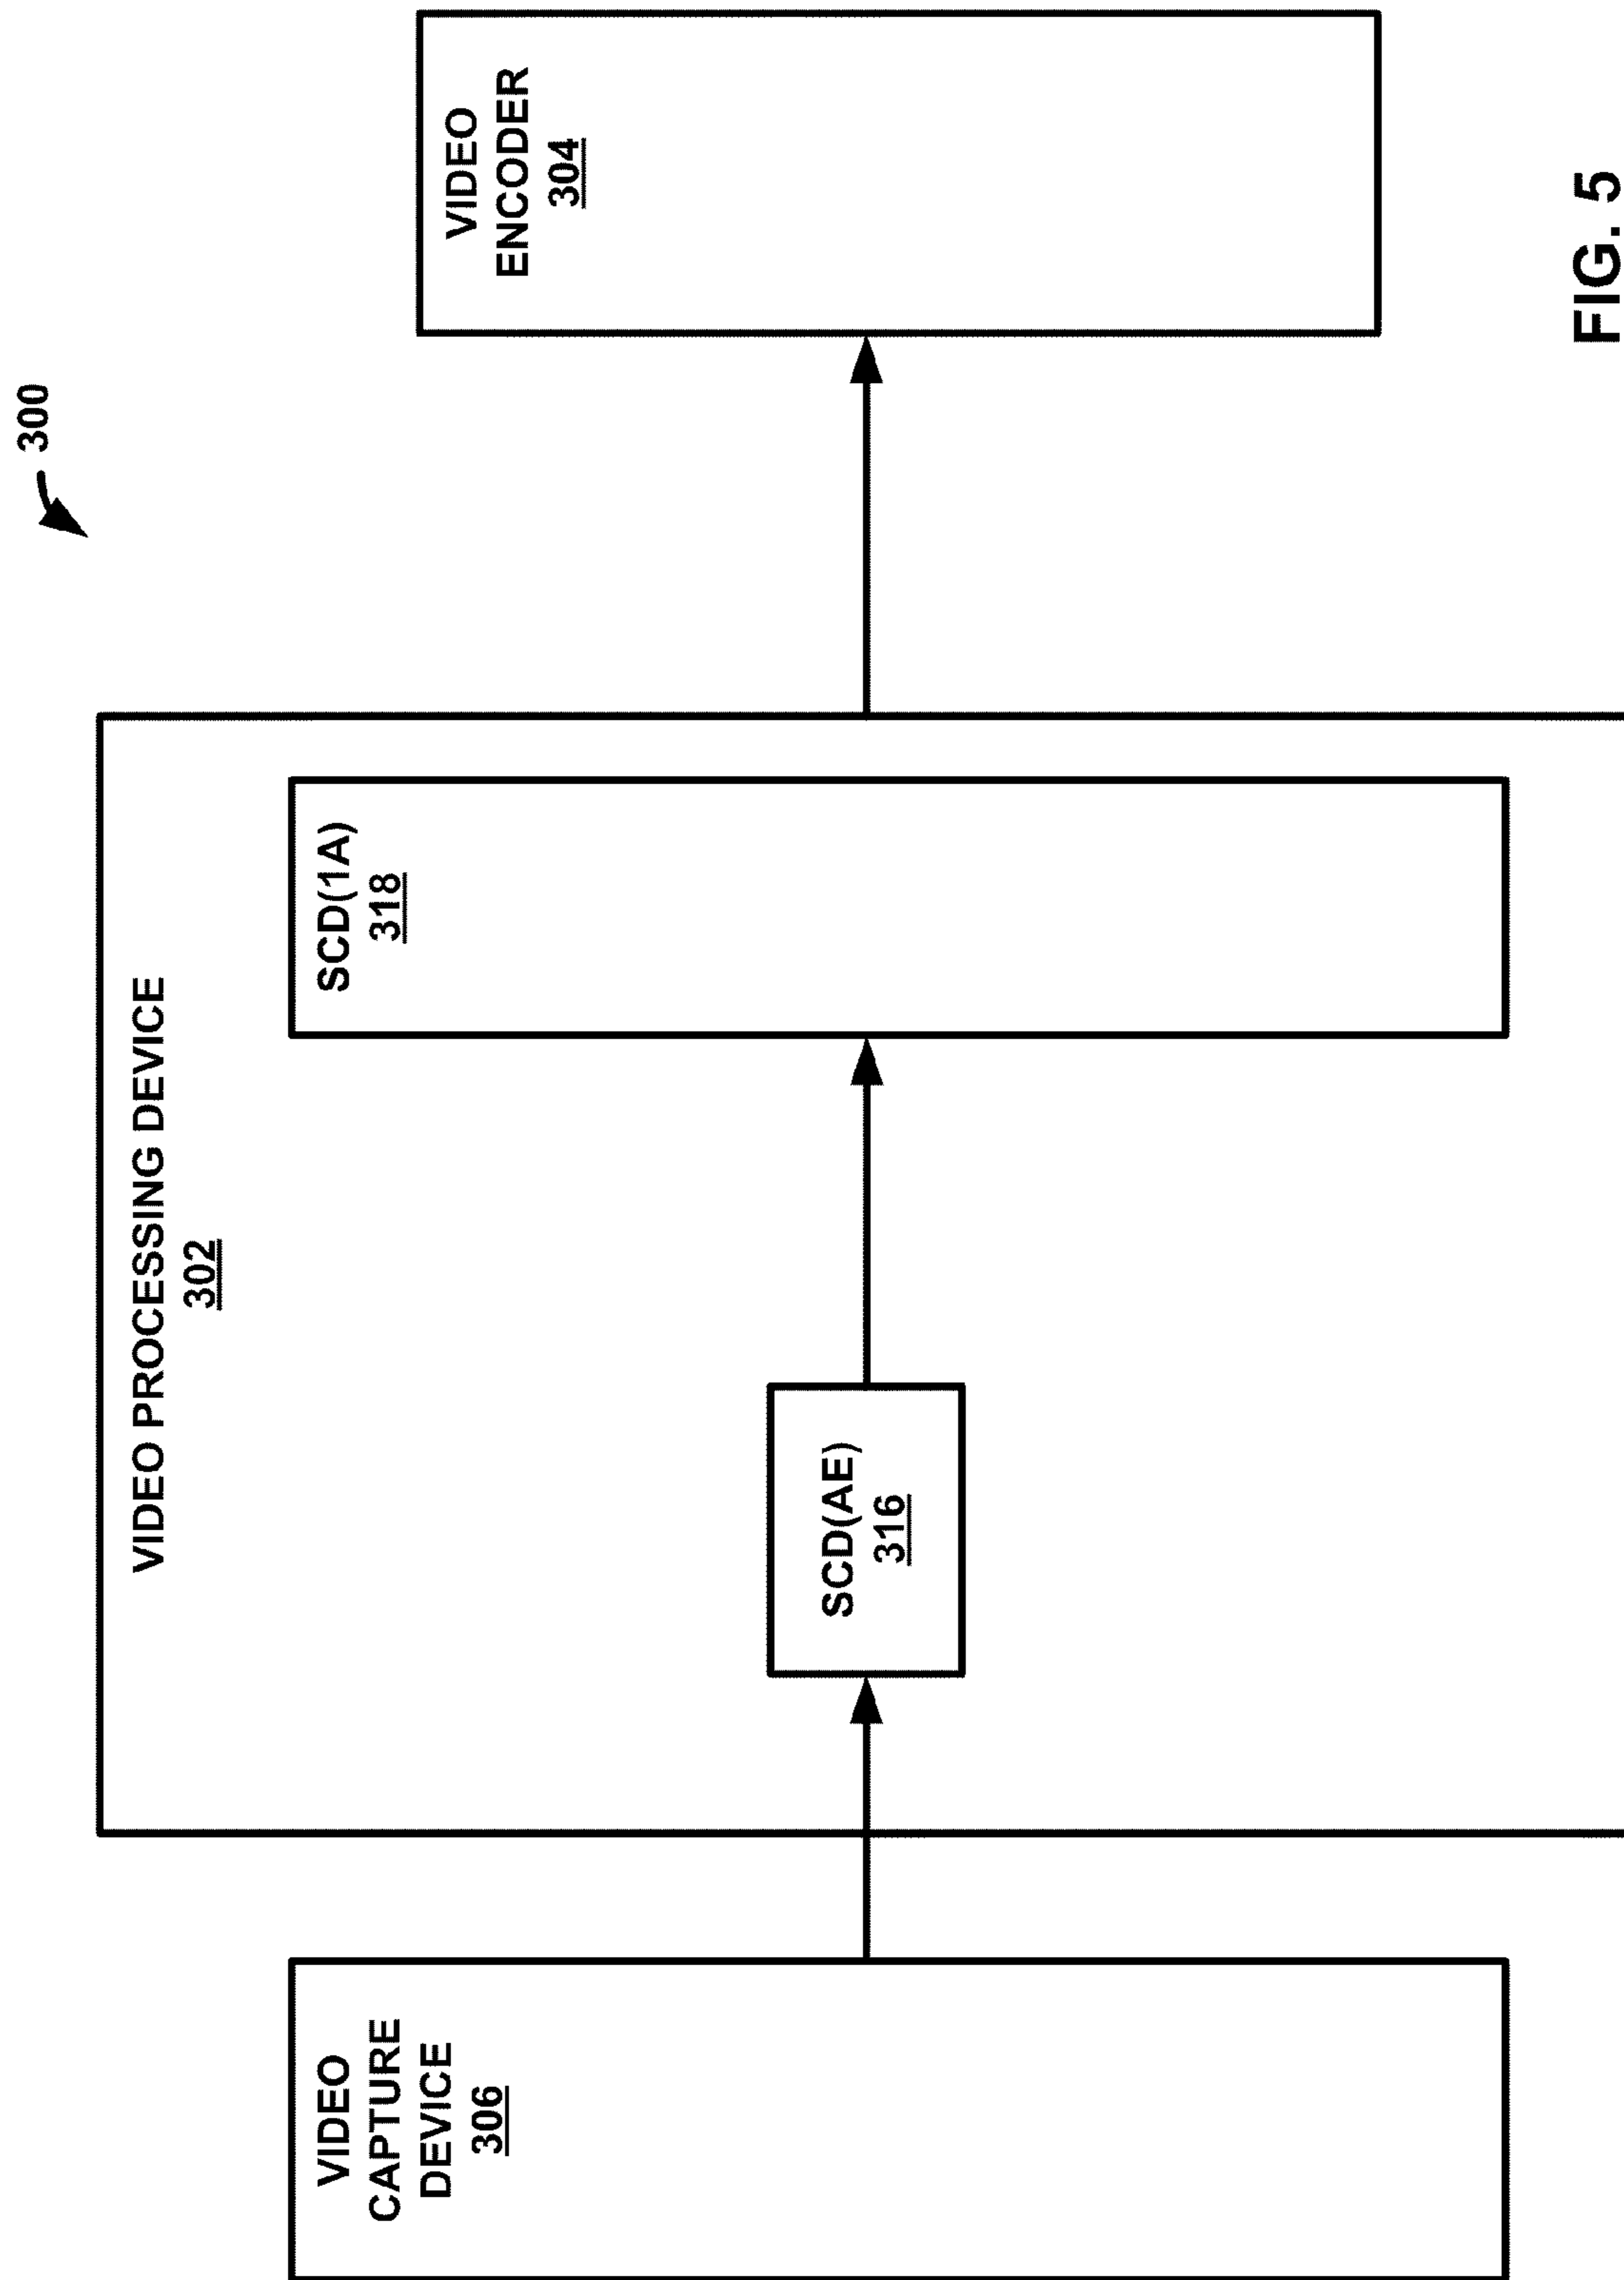 300
VIDEO
CAPTURE
DEVICE
306
VIDEO PROCESSING DEVICE
302
SCD(AE)
316
SCD(1A)
318
VIDEO
ENCODER
304
FIG. 5